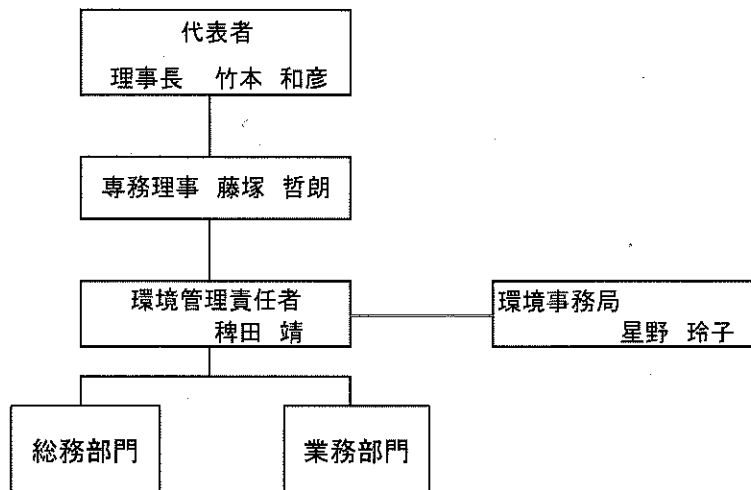 代表者
理事長 竹本 和彦
専務理事 藤塚 哲朗
環境管理責任者
稗田 靖
環境事務局
星野 玲子
総務部門
業務部門